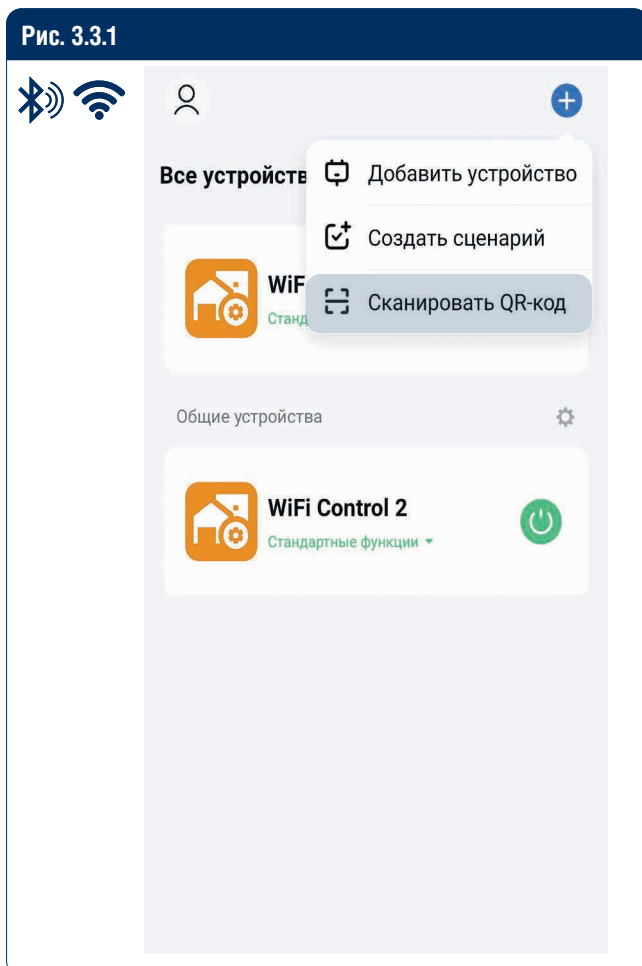 Рис. 3.3.1
Все устройств
Добавить устройство
Создать сценарий
Сканировать QR-код
WiF
Станд
Общие устройства
WiFi Control 2
Стандартные функции